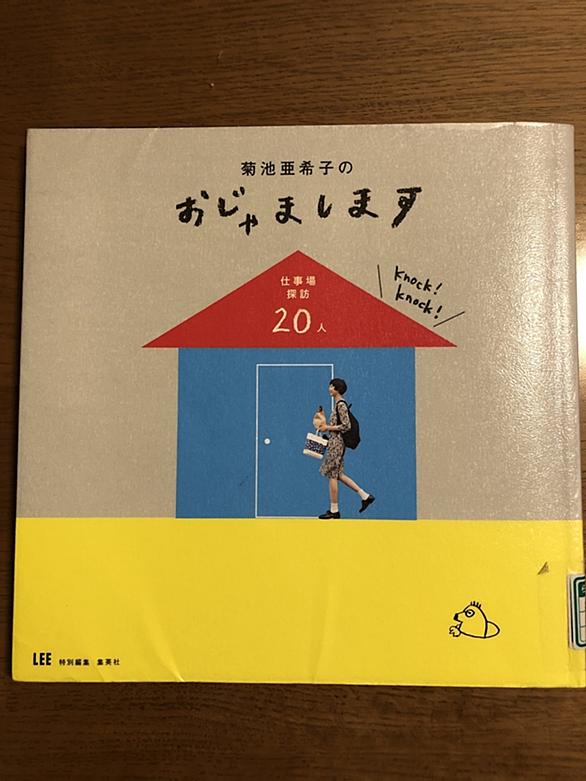 菊池亜希子の
おじゃまします
仕事場
探訪
20人
knock!
knock!
LEE 特別編集 集英社